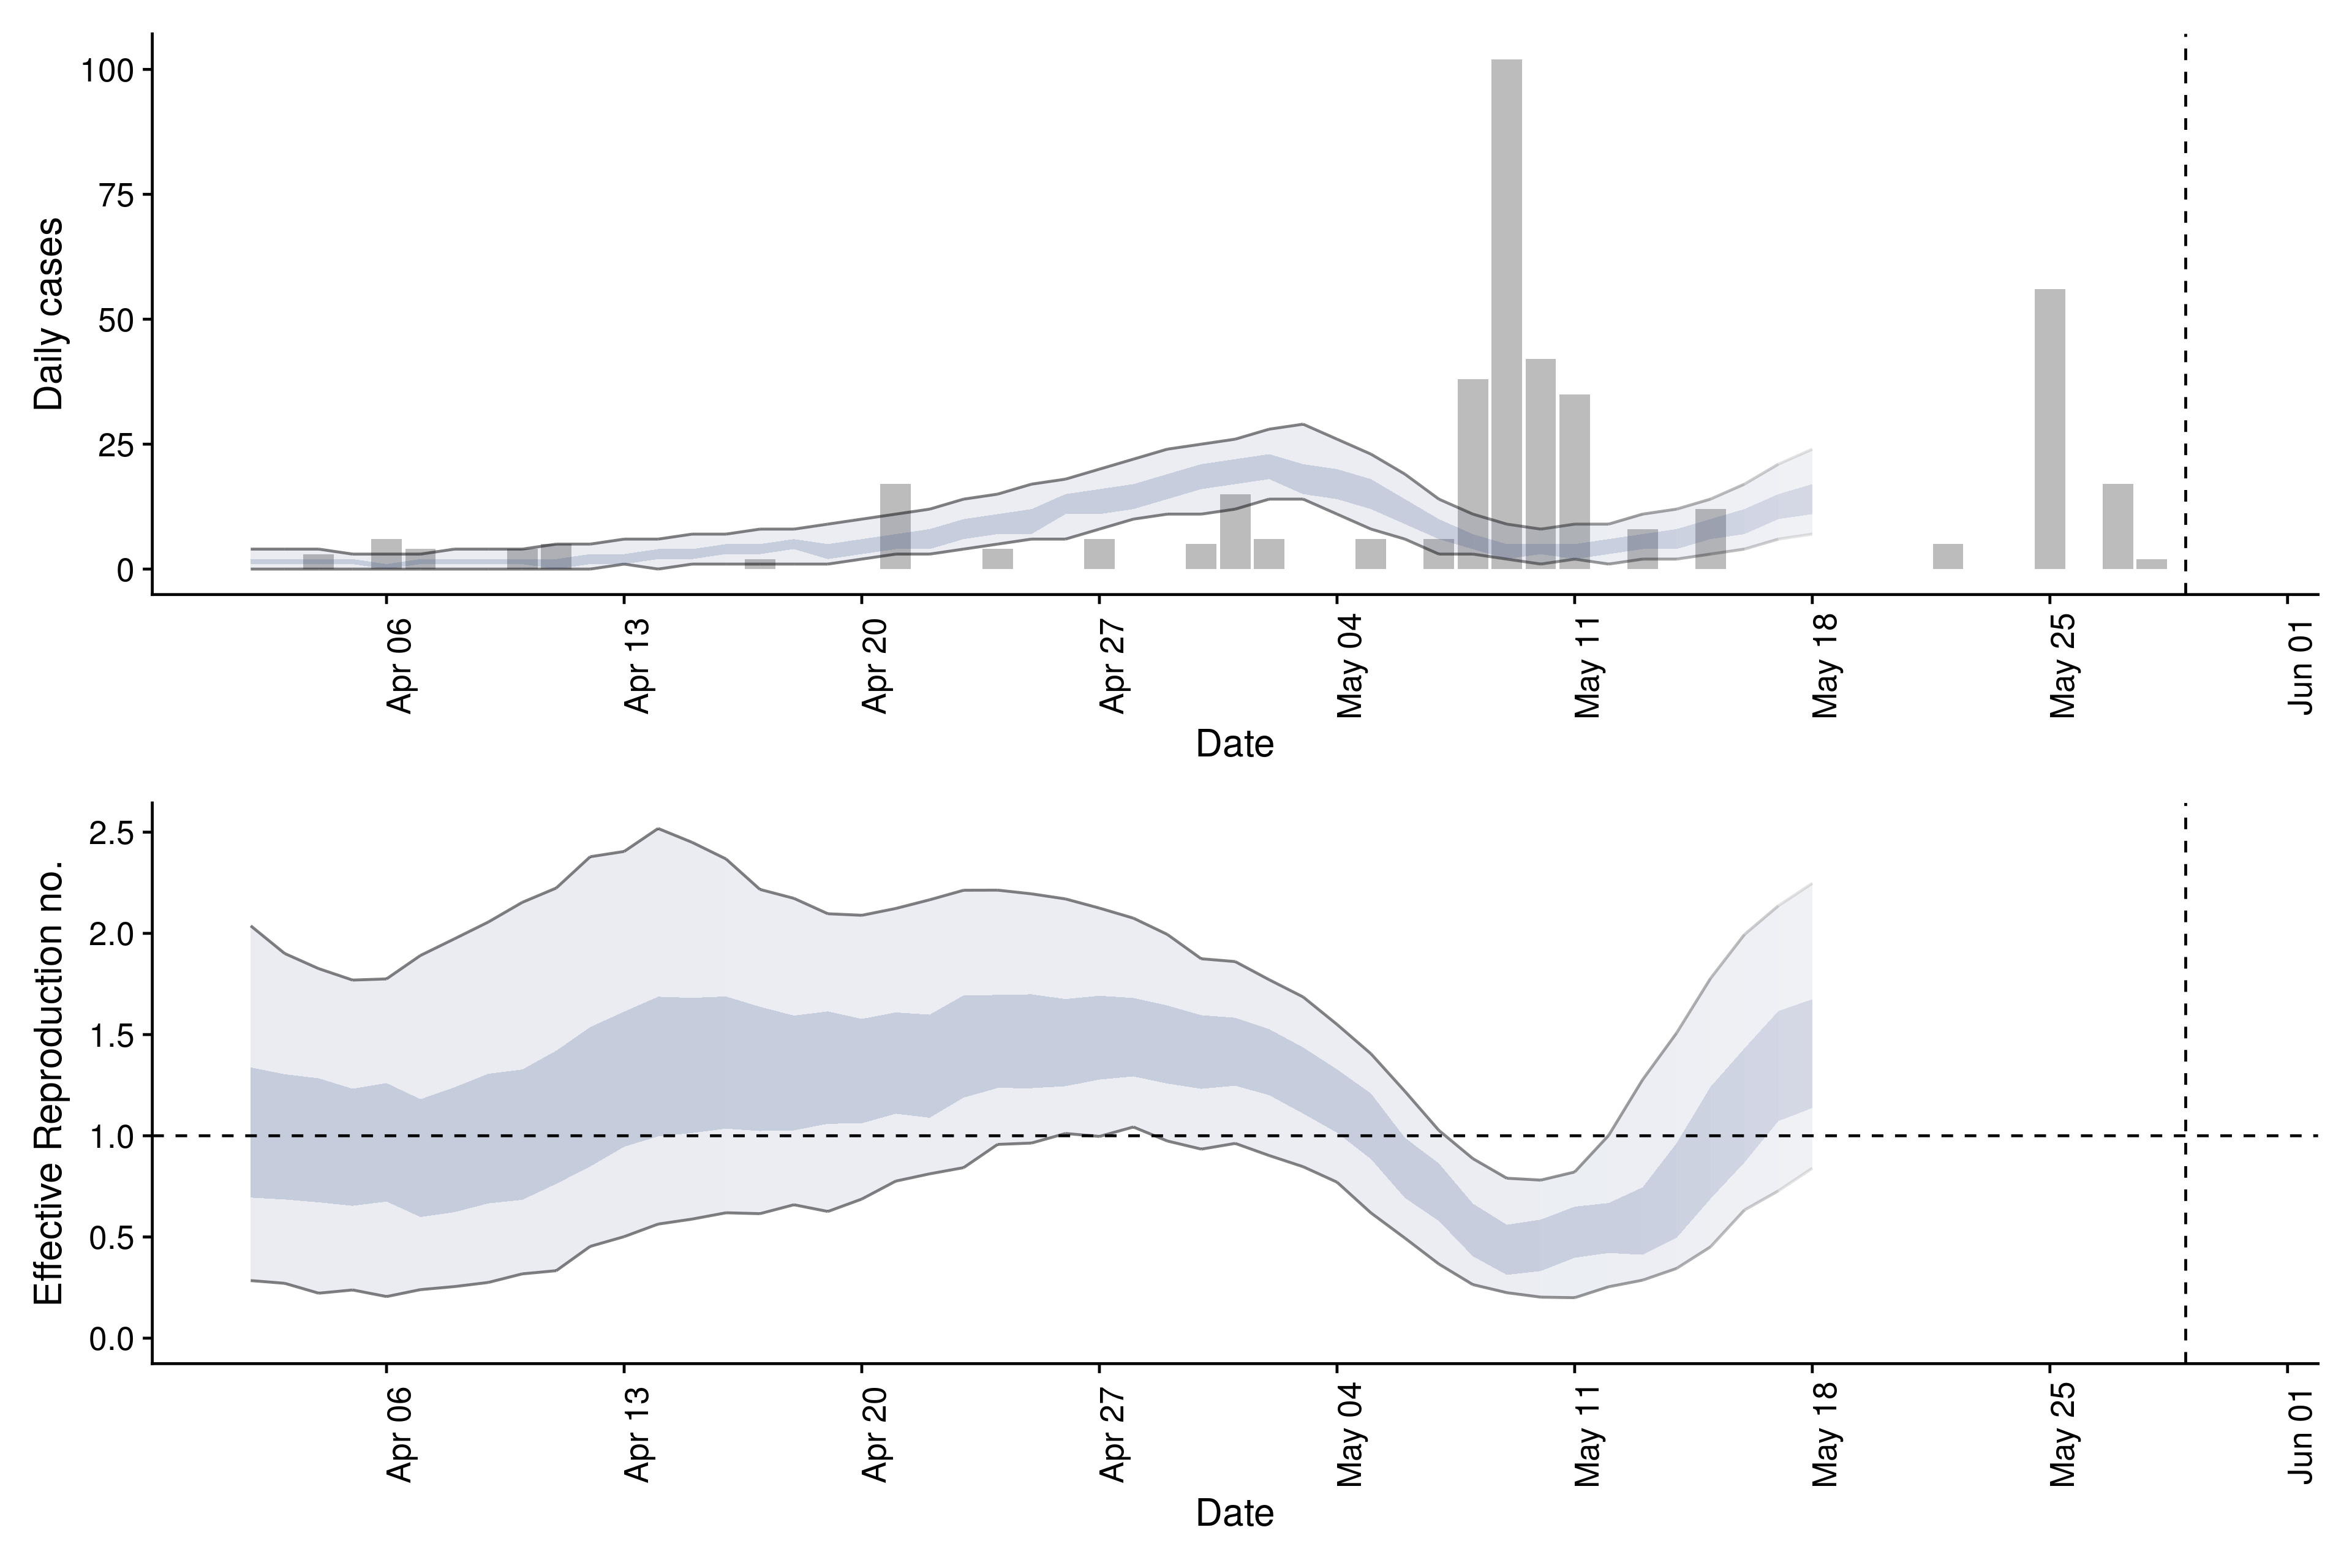 Daily cases
100
75
50
25
0
Apr 06
Apr 13
Apr 20
Apr 27
May 04
May 11
May 18
May 25
Jun 01
Date
Effective Reproduction no.
2.5
2.0
1.5
1.0
0.5
0.0
Apr 06
Apr 13
Apr 20
Apr 27
May 04
May 11
May 18
May 25
Jun 01
Date